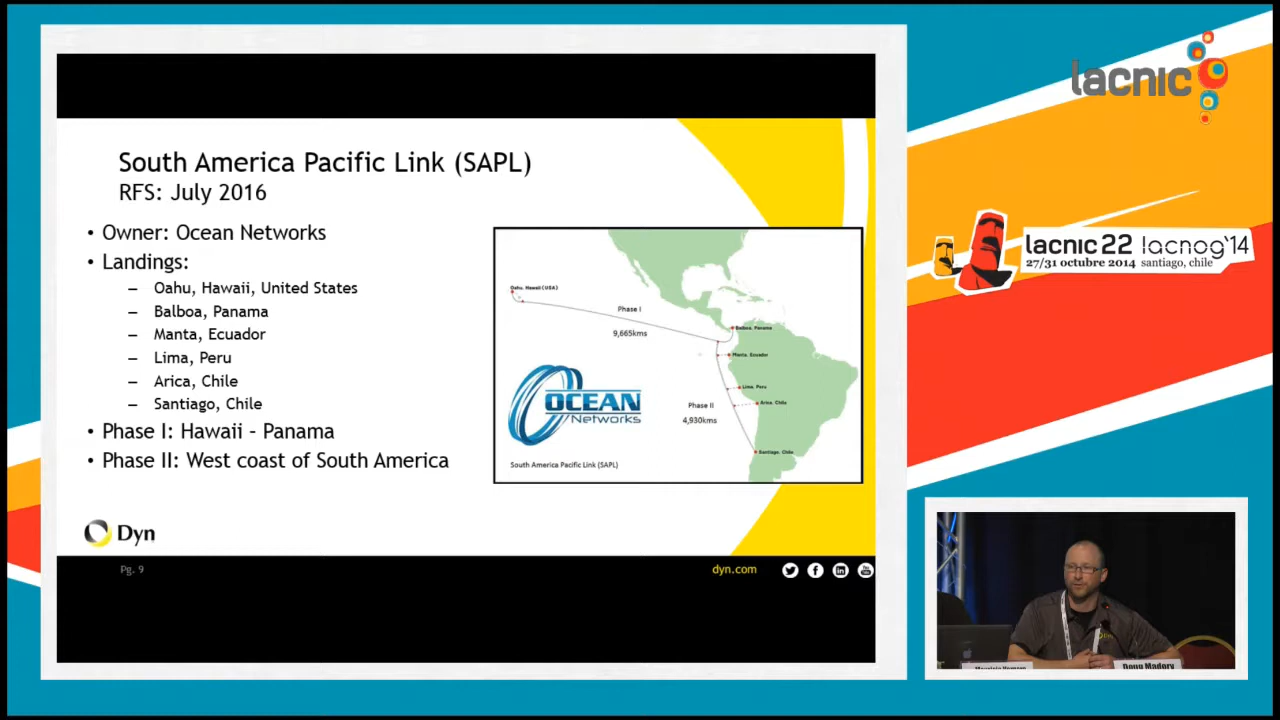 South America Pacific Link (SAPL)
RFS: July 2016
• Owner: Ocean Networks
• Landings:
– Oahu, Hawaii, United States
– Balboa, Panama
– Manta, Ecuador
– Lima, Peru
– Arica, Chile
– Santiago, Chile
• Phase I: Hawaii – Panama
• Phase II: West coast of South America
Oahu, Hawaii (USA)
Phase I
9,665kms
Balboa, Panama
Manta, Ecuador
Lima, Peru
Arica, Chile
Phase II
4,930kms
Santiago, Chile
OCEAN
Networks
South America Pacific Link (SAPL)
Dyn
Pg. 9
dyn.com
lacnic
lacnic 22 lacnog'14
27/31 octubre 2014 santiago, chile
Doug Madory